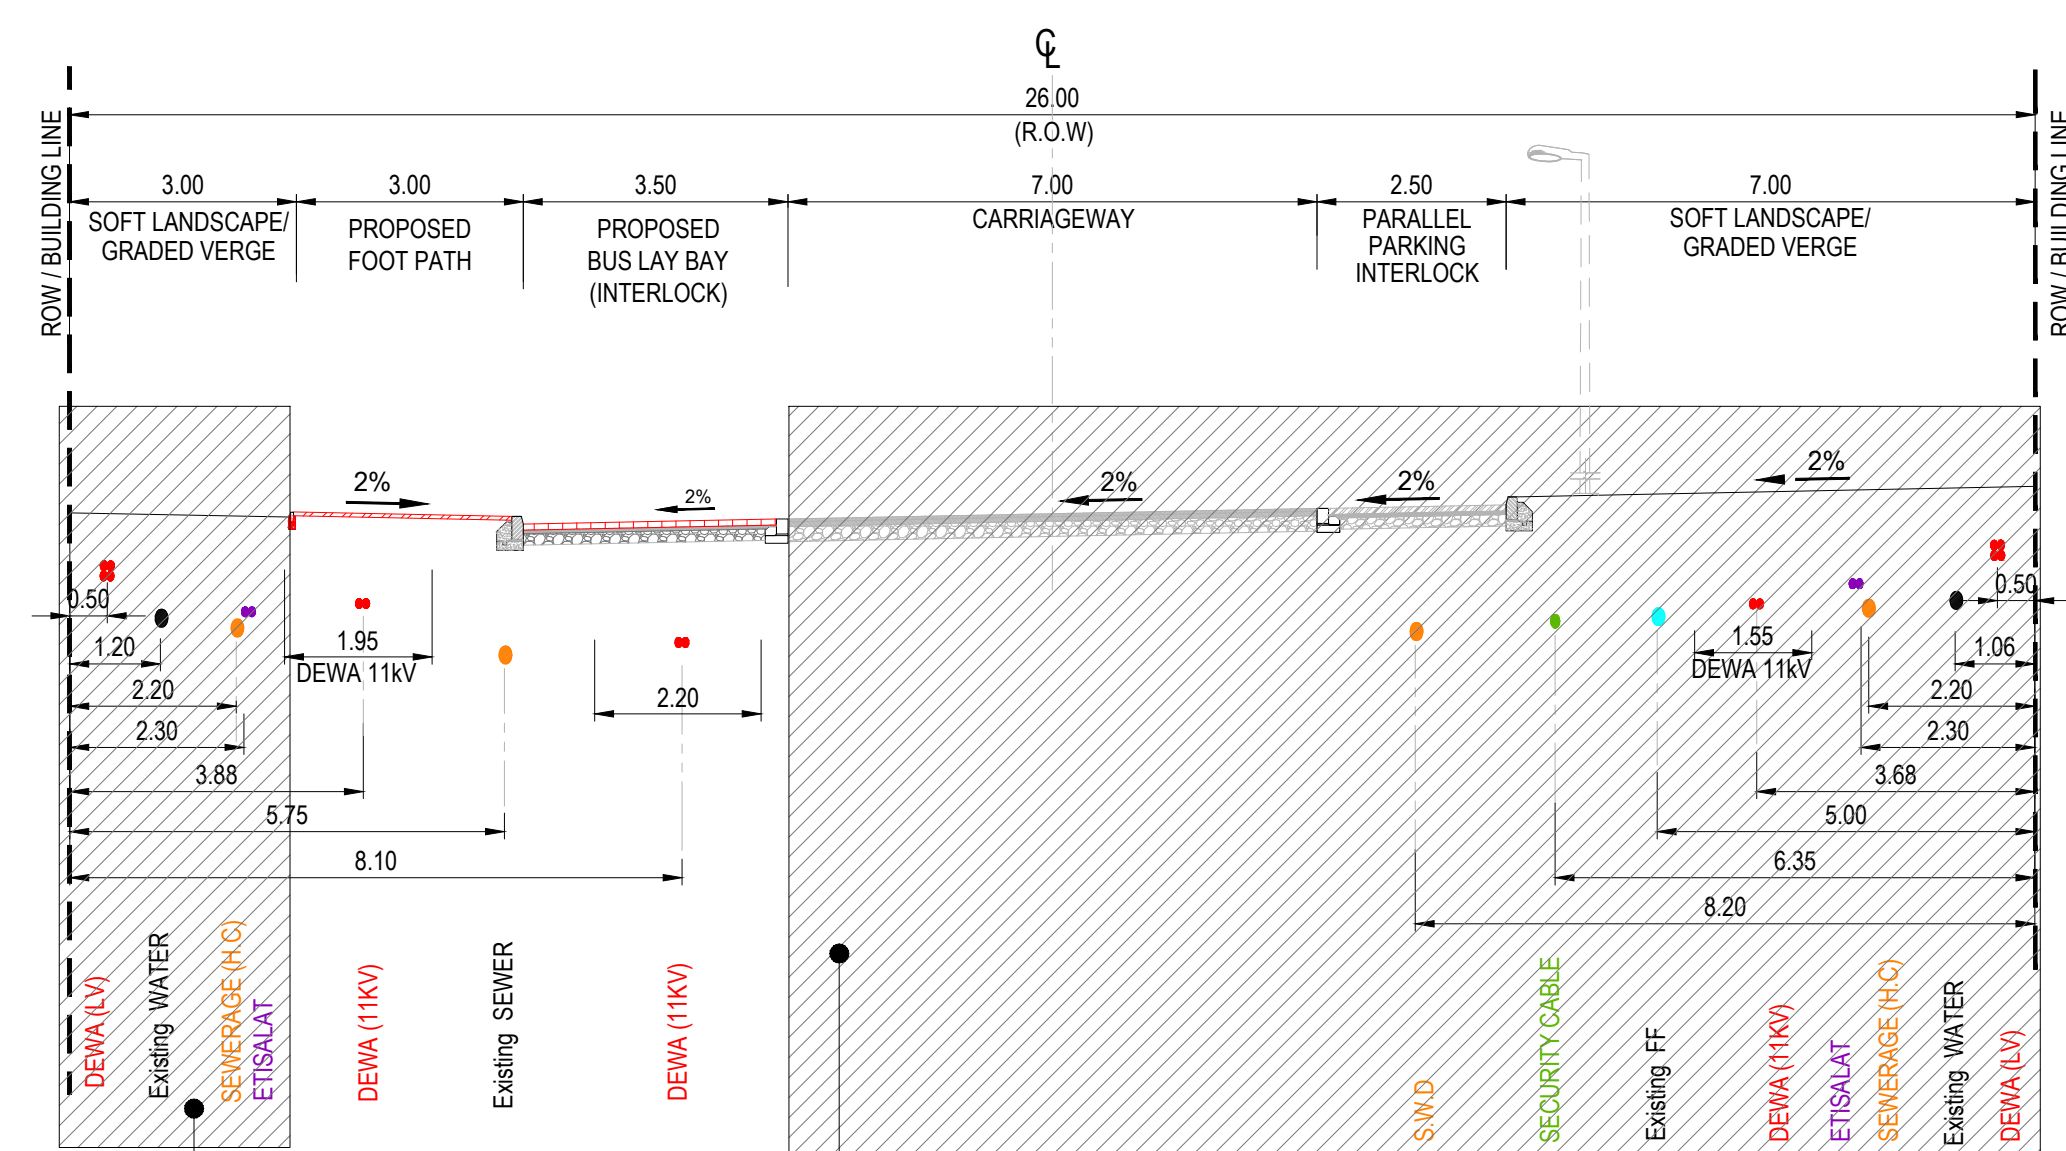 ℄
26.00
(R.O.W)
3.00
3.00
3.50
7.00
2.50
7.00
SOFT LANDSCAPE/
GRADED VERGE
PROPOSED
FOOT PATH
PROPOSED
BUS LAY BAY
(INTERLOCK)
CARRIAGEWAY
PARALLEL
PARKING
INTERLOCK
SOFT LANDSCAPE/
GRADED VERGE
ROW / BUILDING LINE
ROW / BUILDING LINE
2%
2%
2%
2%
2%
0.50
1.20
2.20
2.30
3.88
5.75
8.10
1.95
DEWA 11kV
2.20
0.50
1.55
DEWA 11kV
1.06
2.20
2.30
3.68
5.00
6.35
8.20
DEWA (LV)
Existing WATER
SEWERAGE (H.C)
ETISALAT
DEWA (11KV)
Existing SEWER
DEWA (11KV)
S.W.D
SECURITY CABLE
Existing FF
DEWA (11KV)
ETISALAT
SEWERAGE (H.C)
Existing WATER
DEWA (LV)